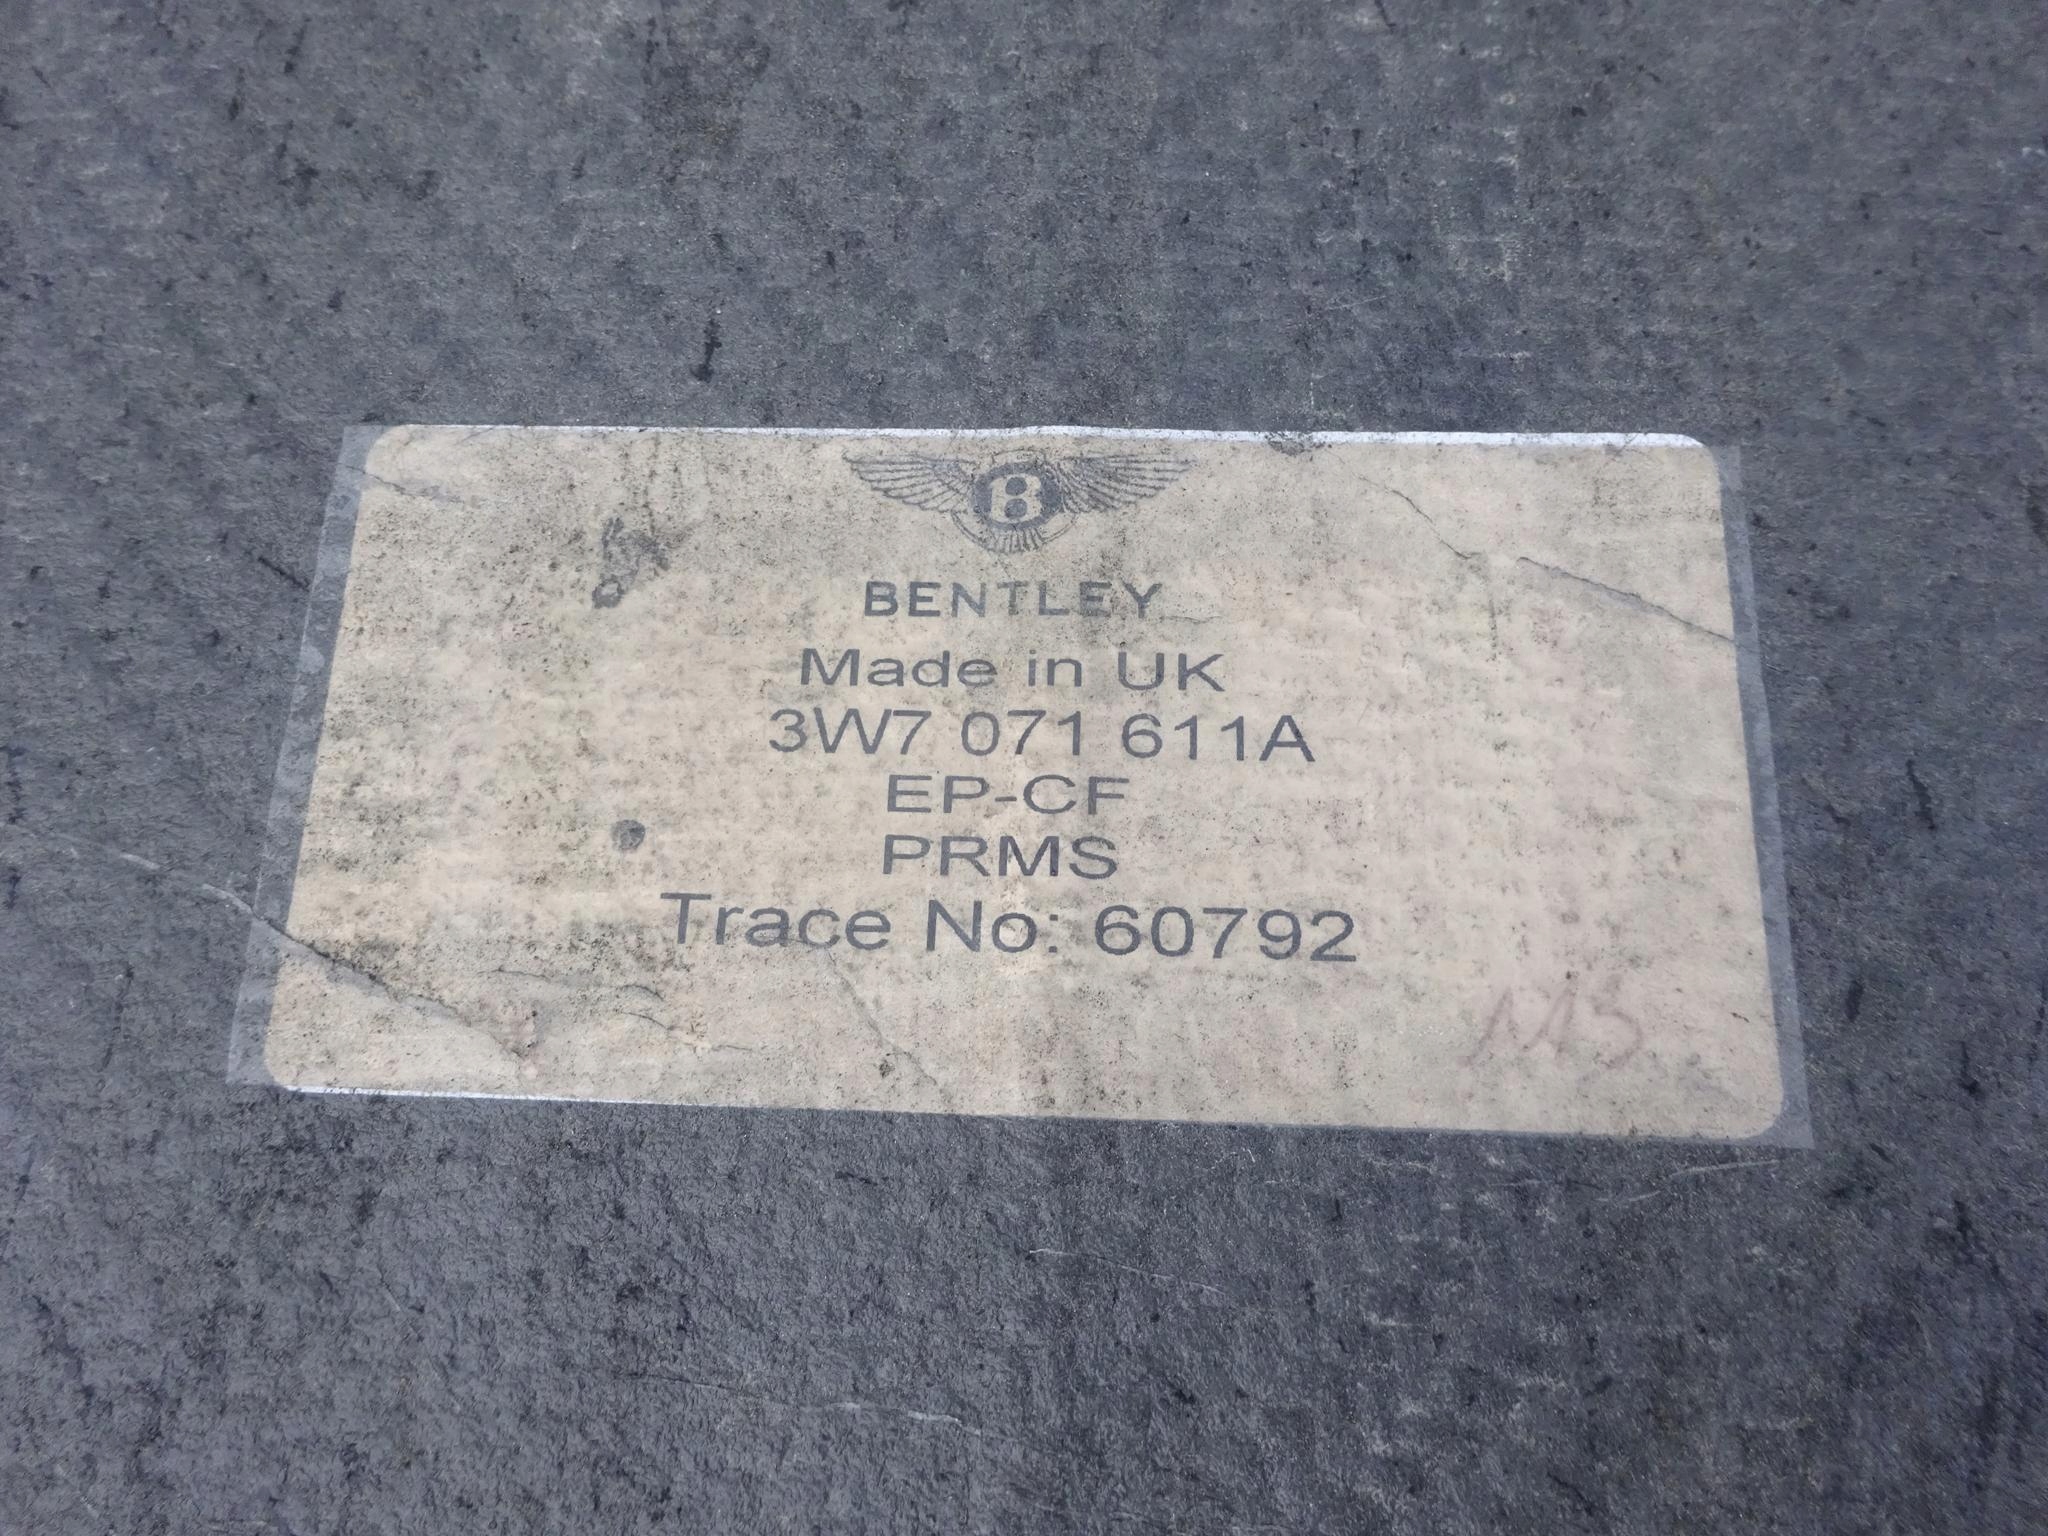 B
BENTLEY
Made in UK
3W7 071 611A
EP-CF
PRMS
Trace No: 60792